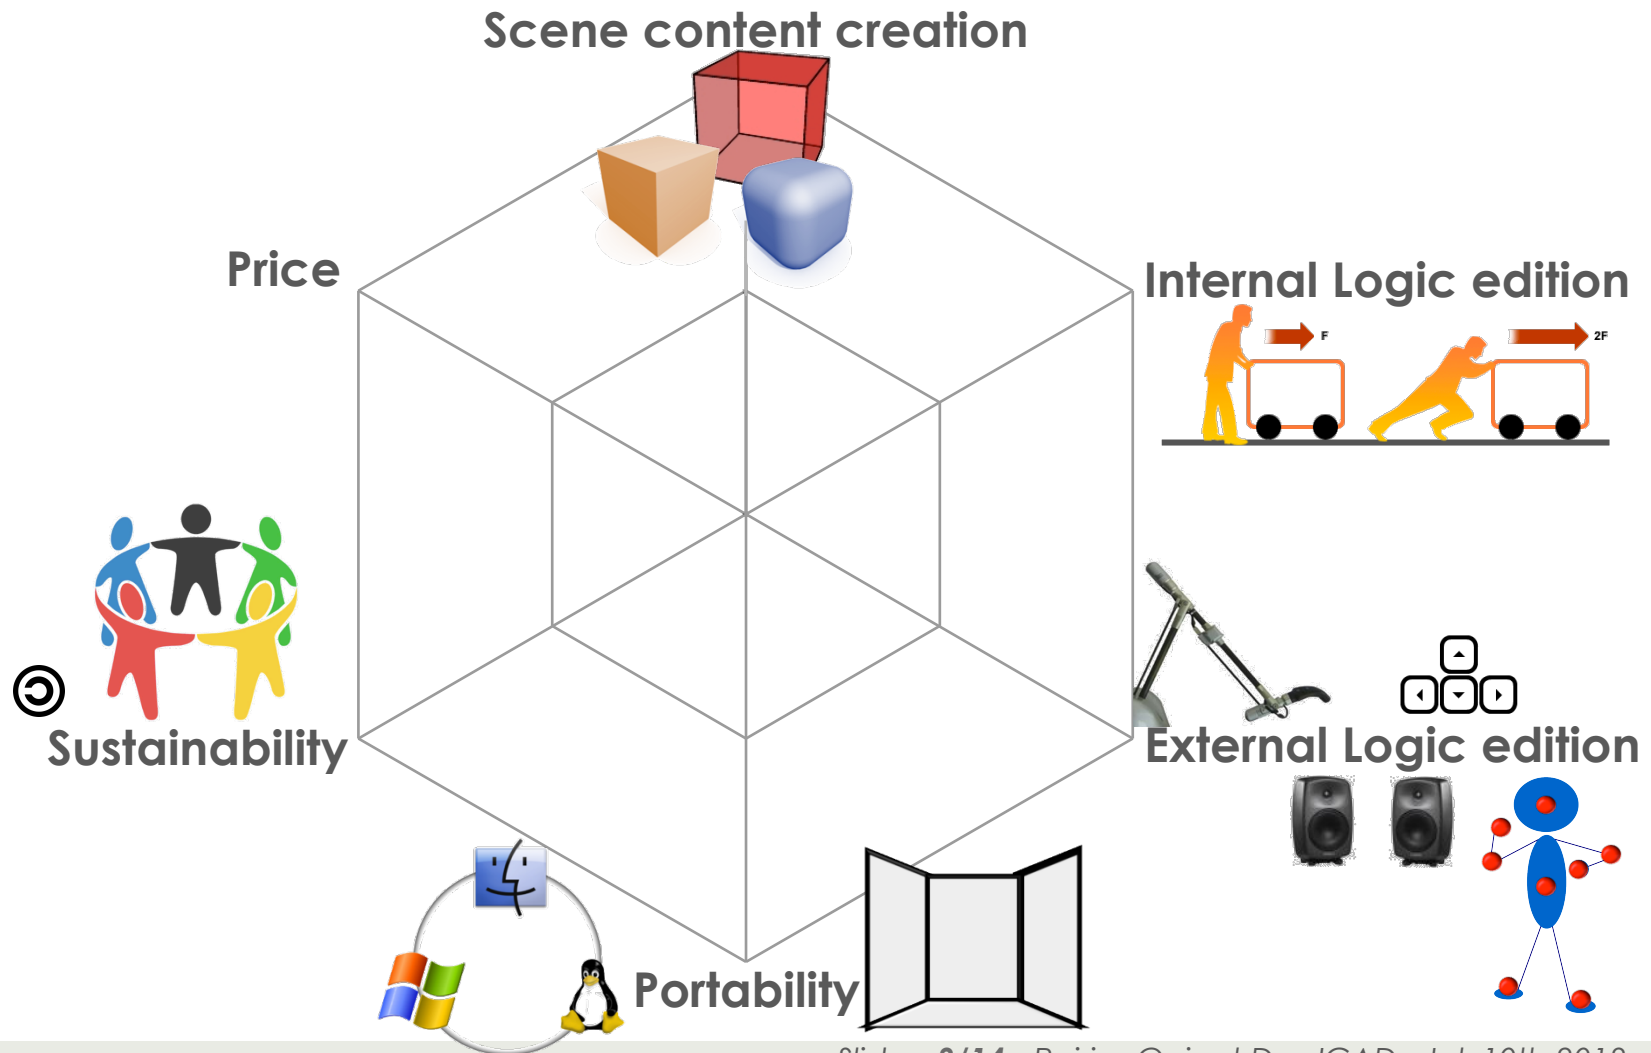 Scene content creation
Price
Internal Logic edition
F
2F
Sustainability
External Logic edition
Portability